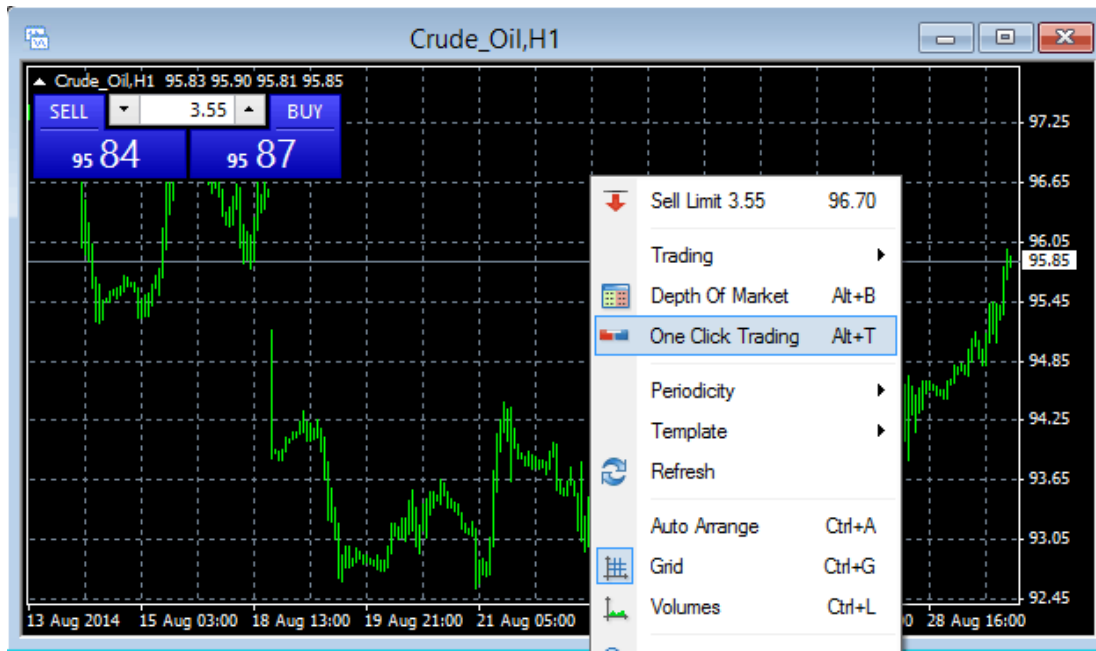 Crude_Oil,H1
Crude_Oil,H1 95.83 95.90 95.81 95.85
SELL 3.55 BUY
95 84 95 87
97.25
96.65
96.05
95.85
95.45
94.85
94.25
93.65
93.05
92.45
Sell Limit 3.55 96.70
Trading
Depth Of Market Alt+B
One Click Trading Alt+T
Periodicity
Template
Refresh
Auto Arrange Ctrl+A
Grid Ctrl+G
Volumes Ctrl+L
13 Aug 2014 15 Aug 03:00 18 Aug 13:00 19 Aug 21:00 21 Aug 05:00 0 28 Aug 16:00